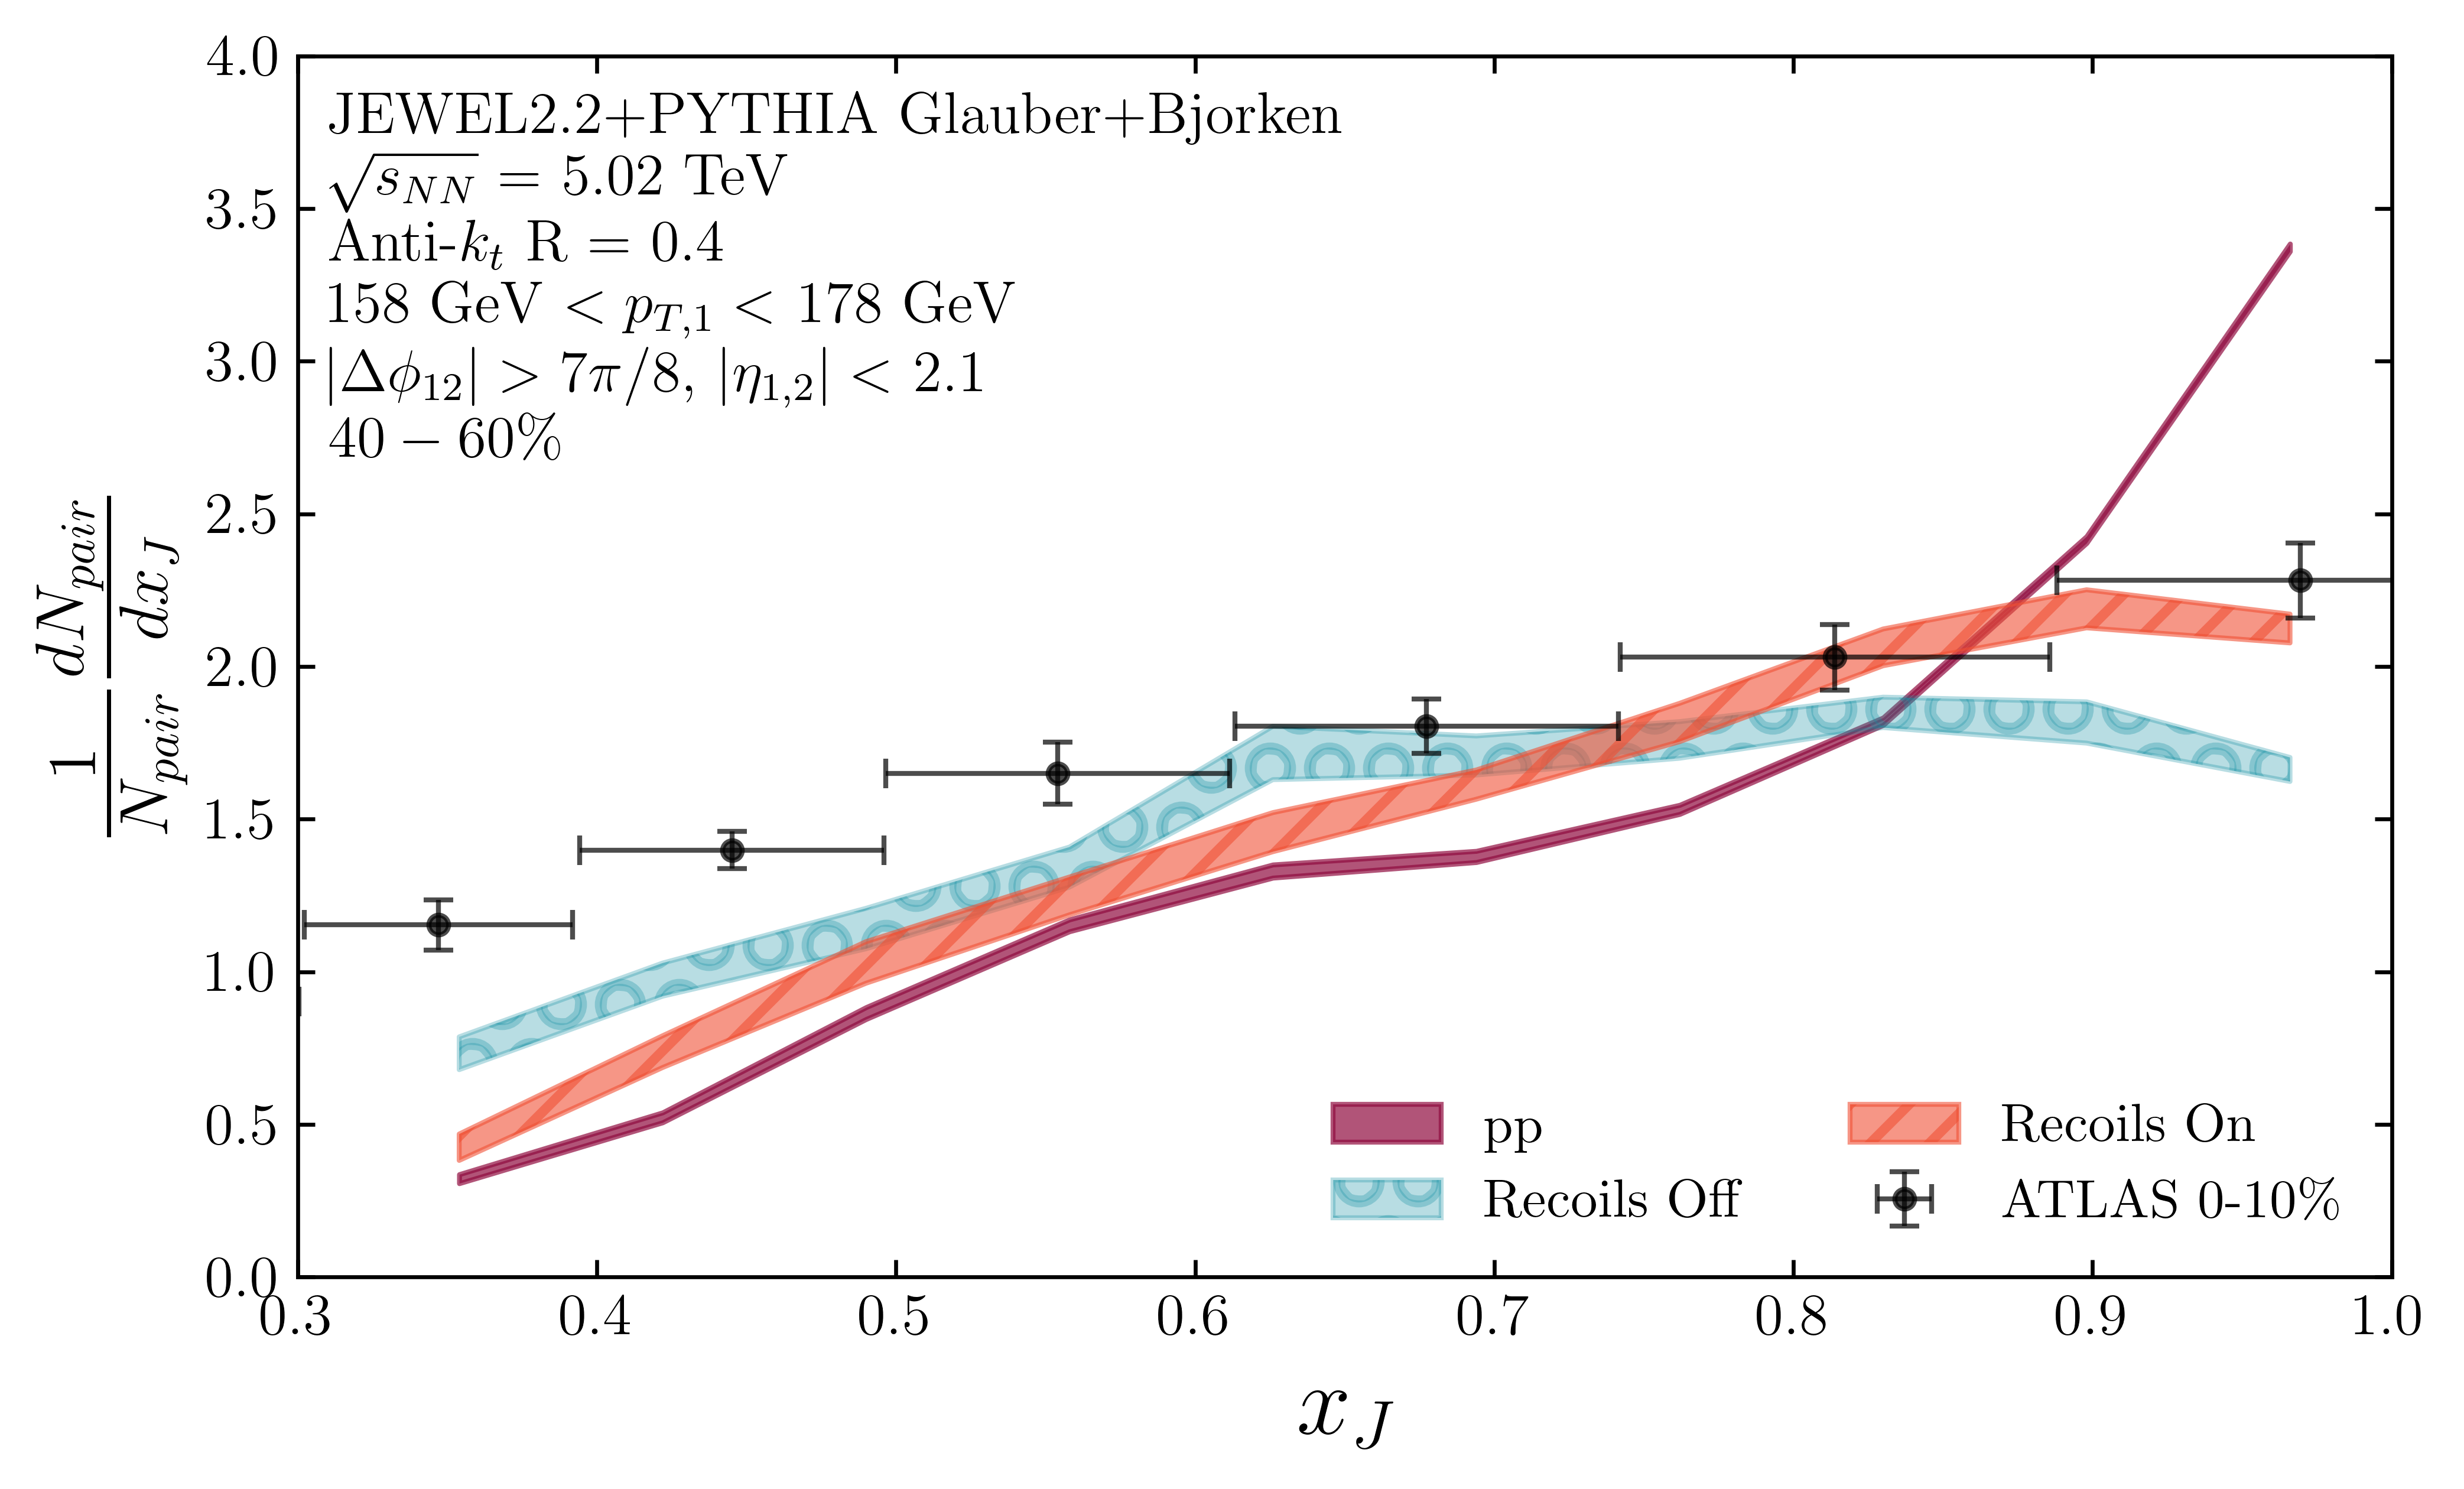 JEWEL2.2+PYTHIA Glauber+Bjorken
√s_NN = 5.02 TeV
Anti-k_t R = 0.4
158 GeV < p_T,1 < 178 GeV
|Δϕ_12| > 7π/8, |η_1,2| < 2.1
40 − 60%
4.0
3.5
3.0
2.5
2.0
1.5
1.0
0.5
0.0
1/N_pair dN_pair/dx_J
pp
Recoils On
Recoils Off
ATLAS 0-10%
0.3 0.4 0.5 0.6 0.7 0.8 0.9 1.0
x_J